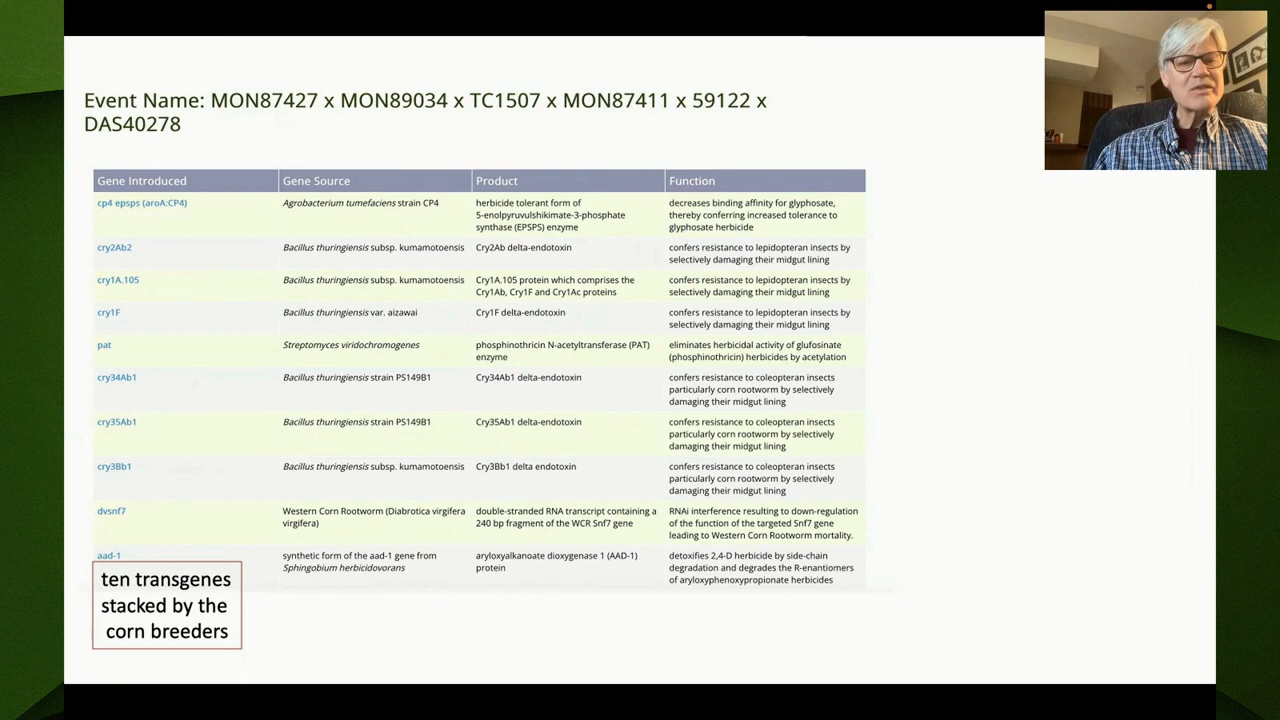 Event Name: MON87427 x MON89034 x TC1507 x MON87411 x 59122 x
DAS40278
Gene Introduced Gene Source Product Function
cp4 epsps (aroA:CP4) Agrobacterium tumefaciens strain CP4 herbicide tolerant form of decreases binding affinity for glyphosate,
5-enolpyruvulshikimate-3-phosphate thereby conferring increased tolerance to
synthase (EPSPS) enzyme glyphosate herbicide
cry2Ab2 Bacillus thuringiensis subsp. kumamotoensis Cry2Ab delta-endotoxin confers resistance to lepidopteran insects by
selectively damaging their midgut lining
cry1A.105 Bacillus thuringiensis subsp. kumamotoensis Cry1A.105 protein which comprises the confers resistance to lepidopteran insects by
Cry1Ab, Cry1F and Cry1Ac proteins selectively damaging their midgut lining
cry1F Bacillus thuringiensis var. aizawai Cry1F delta-endotoxin confers resistance to lepidopteran insects by
selectively damaging their midgut lining
pat Streptomyces viridochromogenes phosphinothricin N-acetyltransferase (PAT) eliminates herbicidal activity of glufosinate
enzyme (phosphinothricin) herbicides by acetylation
cry34Ab1 Bacillus thuringiensis strain PS149B1 Cry34Ab1 delta-endotoxin confers resistance to coleopteran insects
particularly corn rootworm by selectively
damaging their midgut lining
cry35Ab1 Bacillus thuringiensis strain PS149B1 Cry35Ab1 delta-endotoxin confers resistance to coleopteran insects
particularly corn rootworm by selectively
damaging their midgut lining
cry3Bb1 Bacillus thuringiensis subsp. kumamotoensis Cry3Bb1 delta endotoxin confers resistance to coleopteran insects
particularly corn rootworm by selectively
damaging their midgut lining
dvsnf7 Western Corn Rootworm (Diabrotica virgifera double-stranded RNA transcript containing a RNAi interference resulting to down-regulation
virgifera) 240 bp fragment of the WCR Snf7 gene of the function of the targeted Snf7 gene
leading to Western Corn Rootworm mortality.
aad-1 synthetic form of the aad-1 gene from aryloxyalkanoate dioxygenase 1 (AAD-1) detoxifies 2,4-D herbicide by side-chain
Sphingobium herbicidovorans protein degradation and degrades the R-enantiomers
of aryloxyphenoxypropionate herbicides
ten transgenes
stacked by the
corn breeders